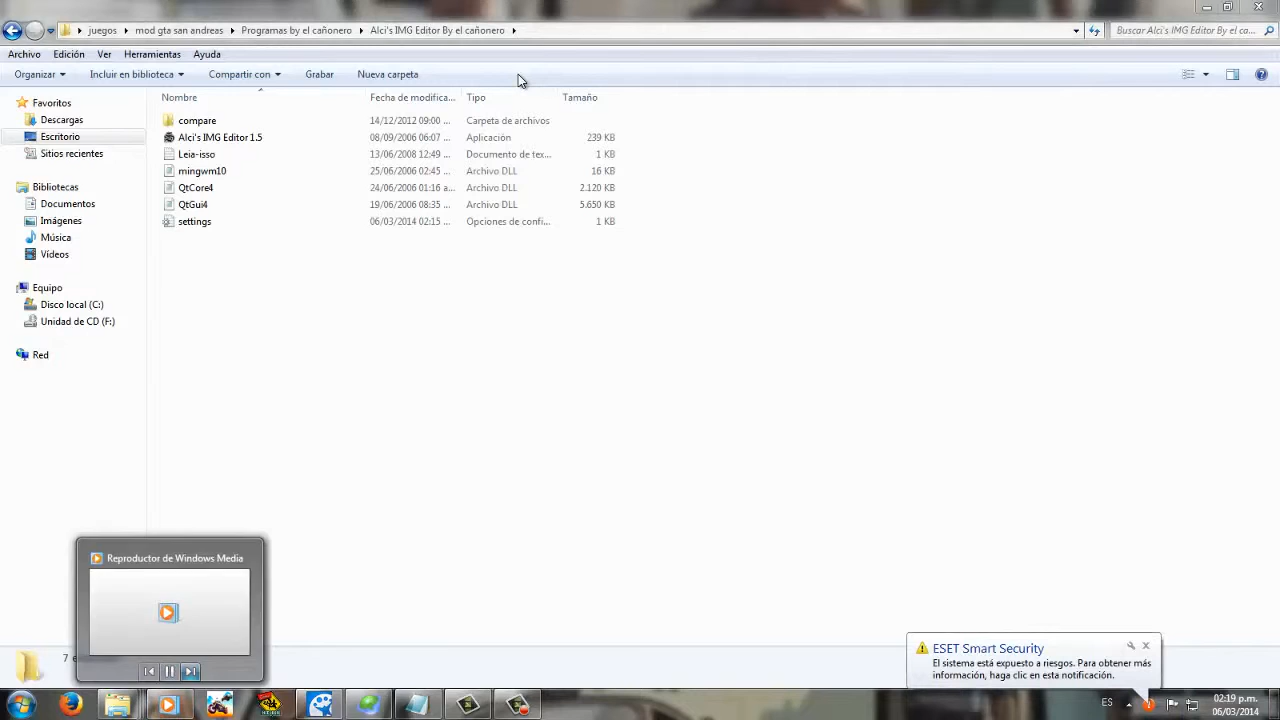 juegos
mod gta san andreas
Programas by el cañonero
Alci's IMG Editor By el cañonero
Buscar Alci's IMG Editor By el ca...
Archivo Edición Ver Herramientas Ayuda
Organizar Incluir en biblioteca Compartir con Grabar Nueva carpeta
Nombre Fecha de modifica... Tipo Tamaño
Favoritos
Descargas
Escritorio
Sitios recientes
Bibliotecas
Documentos
Imágenes
Música
Vídeos
Equipo
Disco local (C:)
Unidad de CD (F:)
Red
compare 14/12/2012 09:00 ... Carpeta de archivos
Alci's IMG Editor 1.5 08/09/2006 06:07 ... Aplicación 239 KB
Leia-isso 13/06/2008 12:49 ... Documento de tex... 1 KB
mingwm10 25/06/2006 02:45 ... Archivo DLL 16 KB
QtCore4 24/06/2006 01:16 a... Archivo DLL 2.120 KB
QtGui4 19/06/2006 08:35 ... Archivo DLL 5.650 KB
settings 06/03/2014 02:15 ... Opciones de confi... 1 KB
Reproductor de Windows Media
7 e
ESET Smart Security
El sistema está expuesto a riesgos. Para obtener más
información, haga clic en esta notificación.
ES
02:19 p.m.
06/03/2014